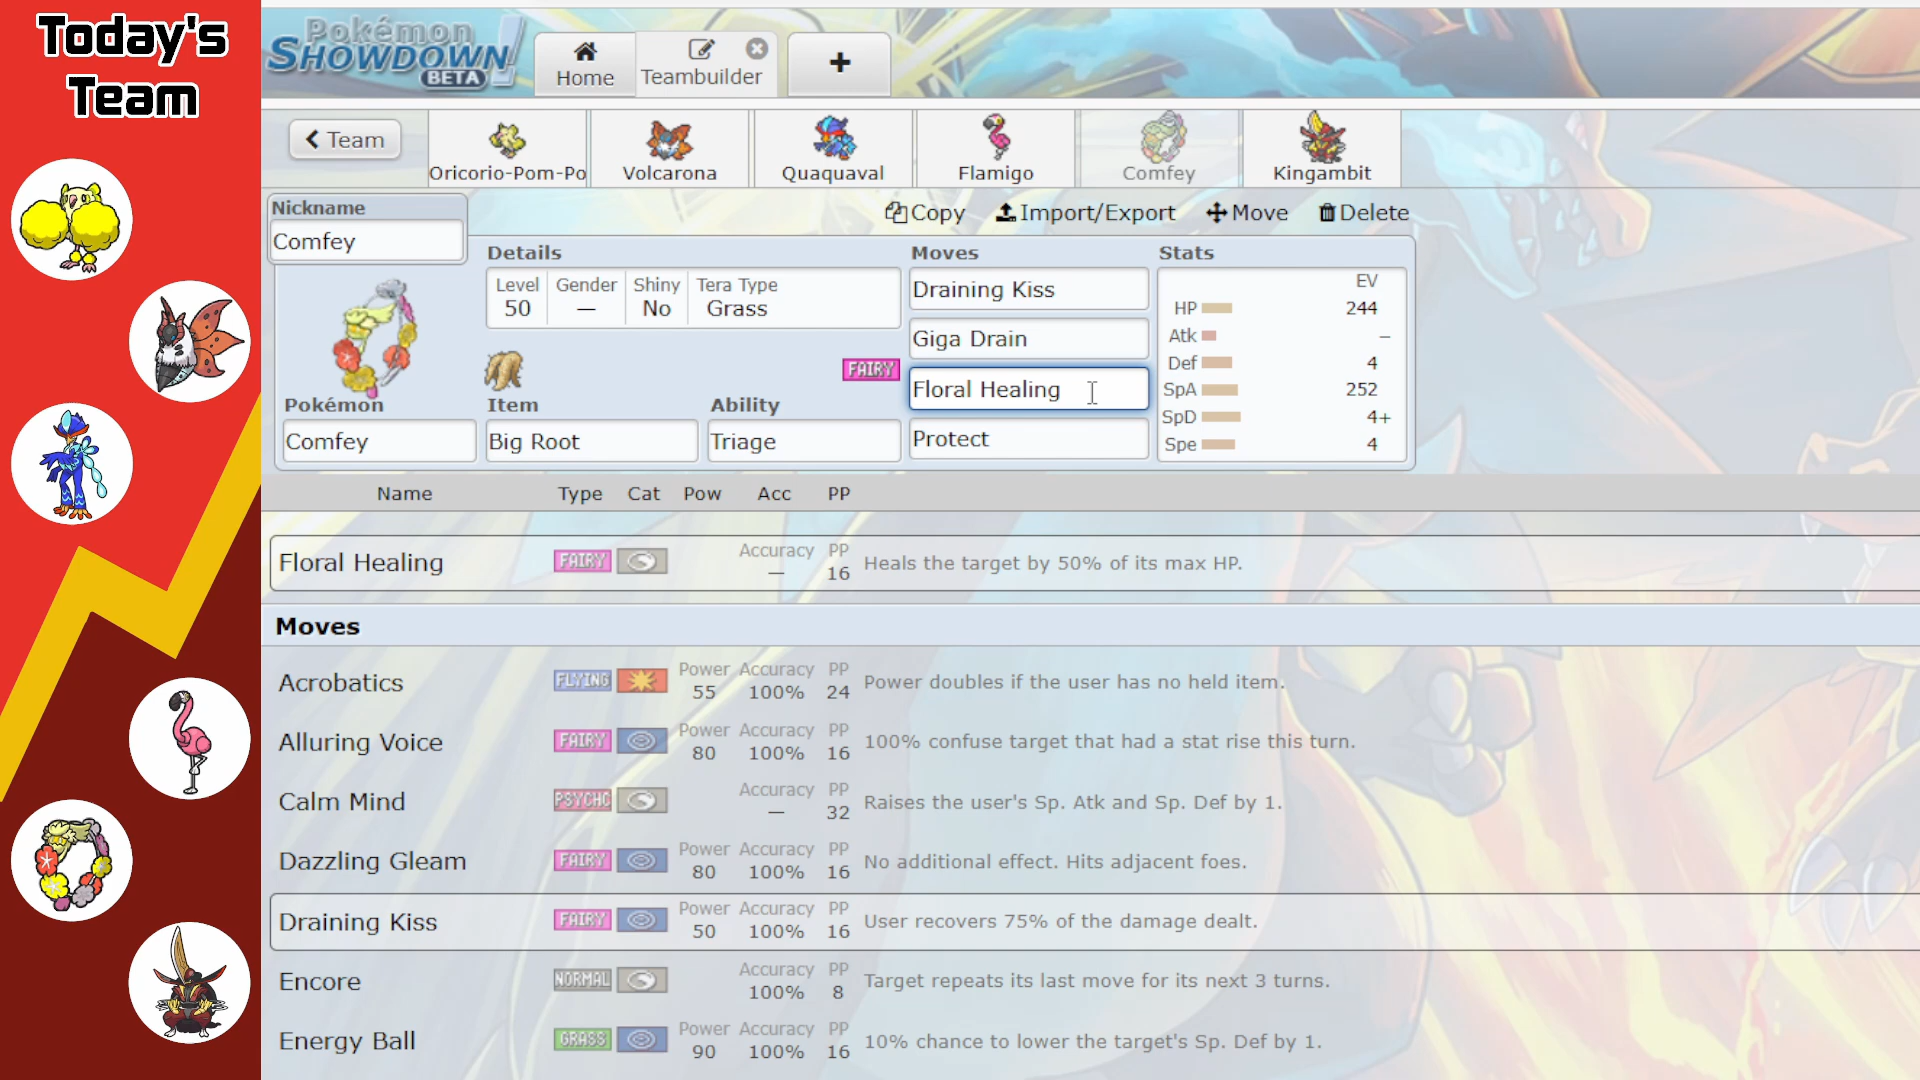 Today's
Team
Pokémon
SHOWDOWN!
BETA
Home
Teambuilder
+
Team
Oricorio-Pom-Po
Volcarona
Quaquaval
Flamigo
Comfey
Kingambit
Copy
Import/Export
Move
Delete
Nickname
Comfey
Details
Level
50
Gender
—
Shiny
No
Tera Type
Grass
FAIRY
Pokémon
Comfey
Item
Big Root
Ability
Triage
Moves
Draining Kiss
Giga Drain
Floral Healing
Protect
Stats
EV
HP 244
Atk –
Def 4
SpA 252
SpD 4+
Spe 4
Name Type Cat Pow Acc PP
Floral Healing FAIRY Accuracy — PP 16 Heals the target by 50% of its max HP.
Moves
Acrobatics FLYING Power 55 Accuracy 100% PP 24 Power doubles if the user has no held item.
Alluring Voice FAIRY Power 80 Accuracy 100% PP 16 100% confuse target that had a stat rise this turn.
Calm Mind PSYCHC Accuracy — PP 32 Raises the user's Sp. Atk and Sp. Def by 1.
Dazzling Gleam FAIRY Power 80 Accuracy 100% PP 16 No additional effect. Hits adjacent foes.
Draining Kiss FAIRY Power 50 Accuracy 100% PP 16 User recovers 75% of the damage dealt.
Encore NORMAL Accuracy 100% PP 8 Target repeats its last move for its next 3 turns.
Energy Ball GRASS Power 90 Accuracy 100% PP 16 10% chance to lower the target's Sp. Def by 1.